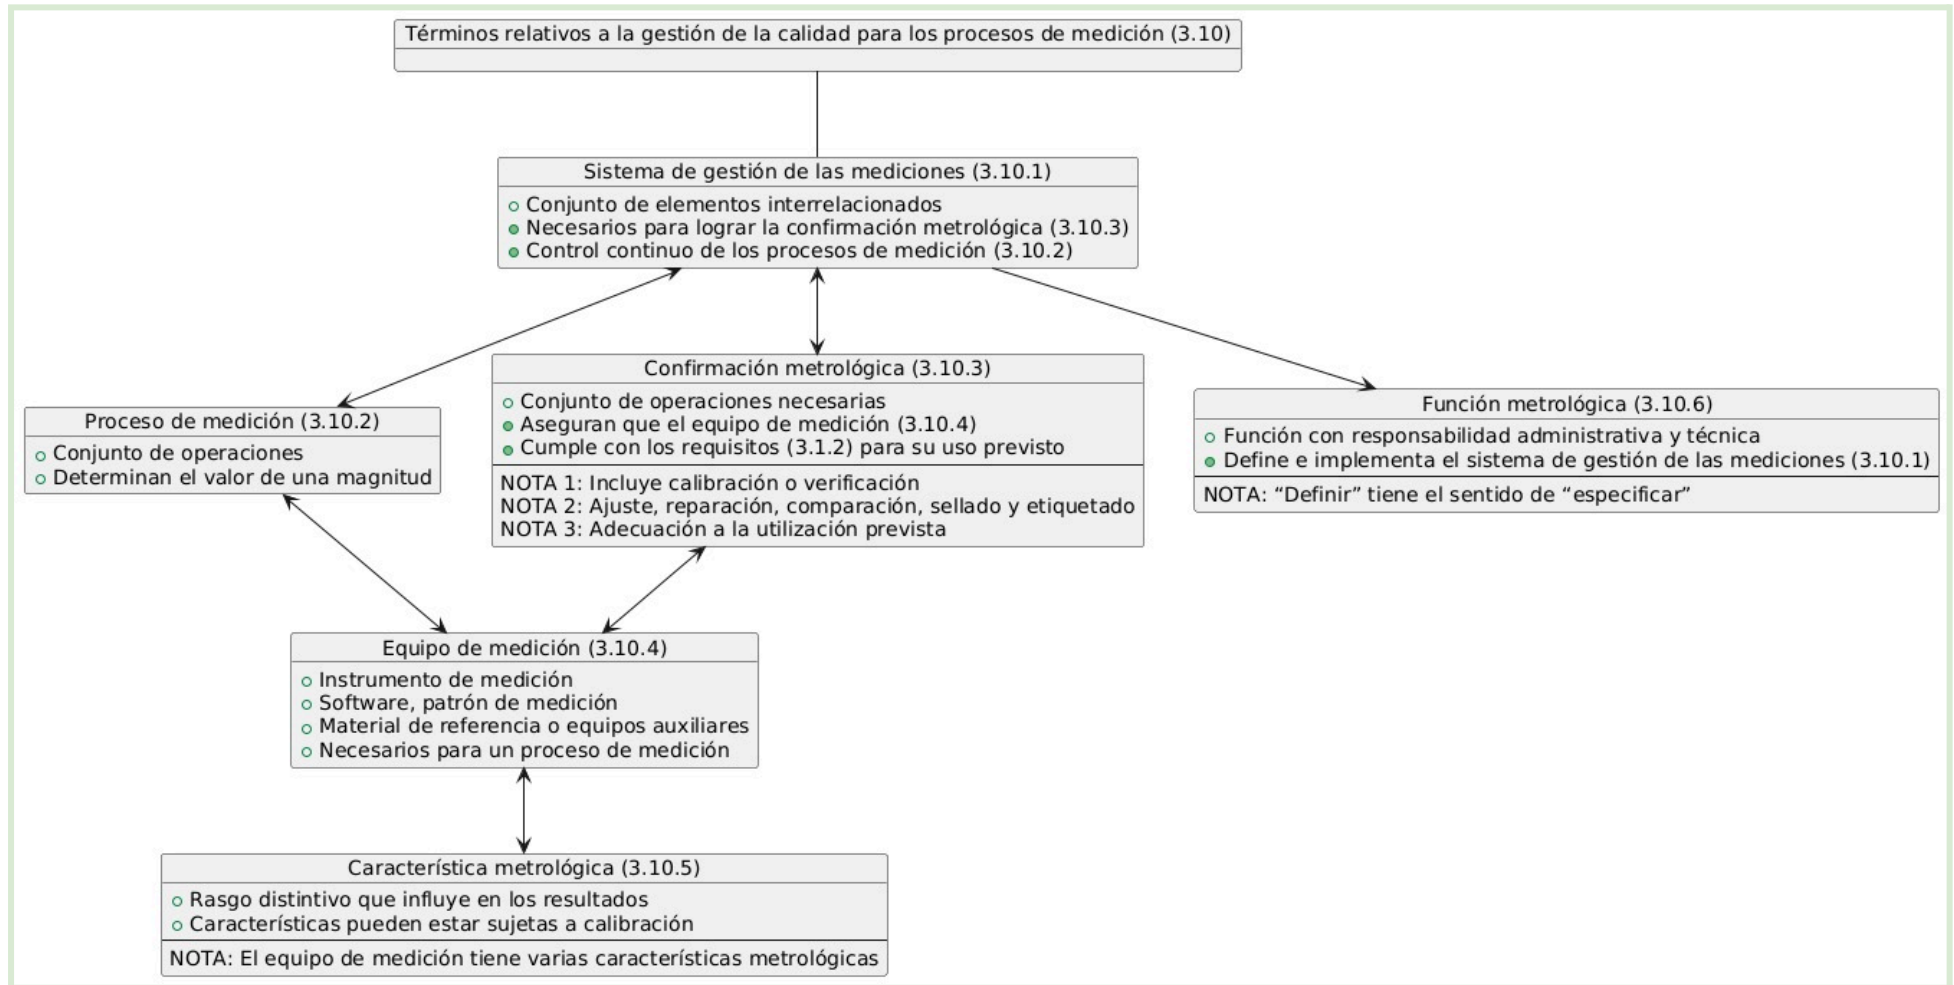 Términos relativos a la gestión de la calidad para los procesos de medición (3.10)
Sistema de gestión de las mediciones (3.10.1)
Conjunto de elementos interrelacionados
Necesarios para lograr la confirmación metrológica (3.10.3)
Control continuo de los procesos de medición (3.10.2)
Proceso de medición (3.10.2)
Conjunto de operaciones
Determinan el valor de una magnitud
Confirmación metrológica (3.10.3)
Conjunto de operaciones necesarias
Aseguran que el equipo de medición (3.10.4)
Cumple con los requisitos (3.1.2) para su uso previsto
NOTA 1: Incluye calibración o verificación
NOTA 2: Ajuste, reparación, comparación, sellado y etiquetado
NOTA 3: Adecuación a la utilización prevista
Función metrológica (3.10.6)
Función con responsabilidad administrativa y técnica
Define e implementa el sistema de gestión de las mediciones (3.10.1)
NOTA: “Definir” tiene el sentido de “especificar”
Equipo de medición (3.10.4)
Instrumento de medición
Software, patrón de medición
Material de referencia o equipos auxiliares
Necesarios para un proceso de medición
Característica metrológica (3.10.5)
Rasgo distintivo que influye en los resultados
Características pueden estar sujetas a calibración
NOTA: El equipo de medición tiene varias características metrológicas